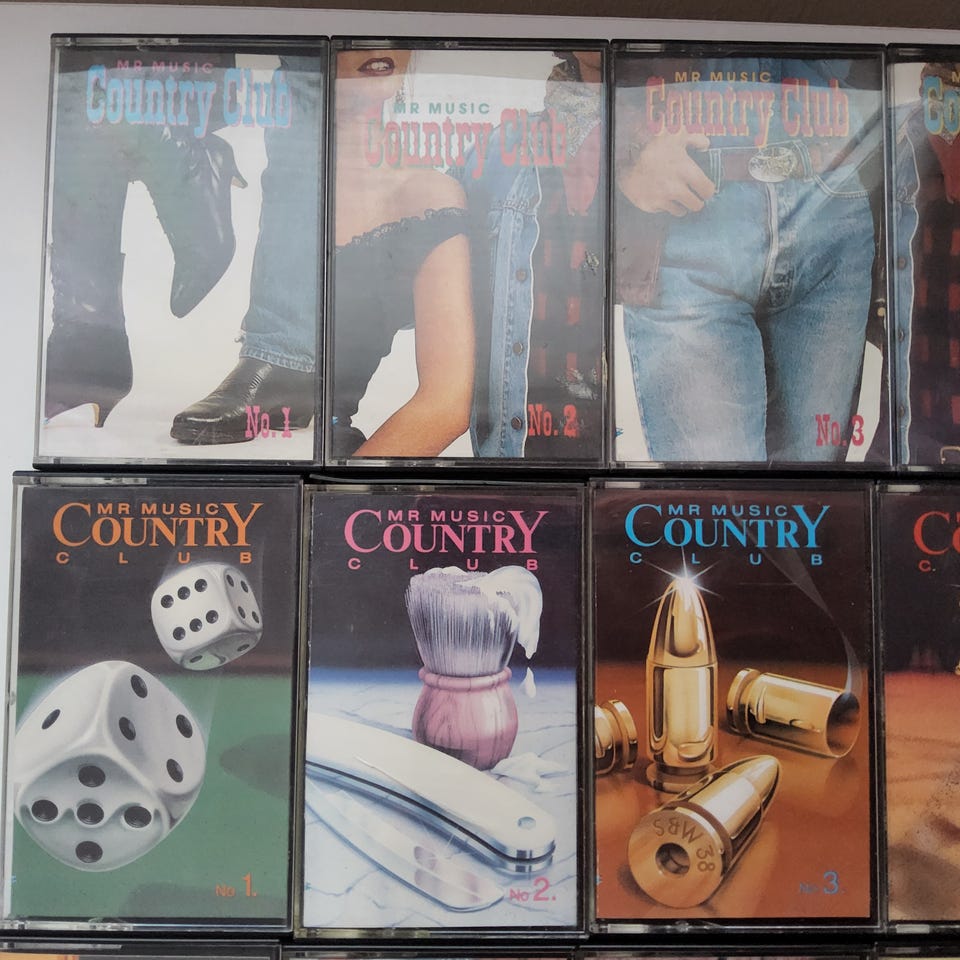 MR MUSIC
Country Club
No. 1
MR MUSIC
Country Club
No. 2
MR MUSIC
Country Club
No. 3
MR MUSIC
COUNTRY
CLUB
No 1.
MR MUSIC
COUNTRY
CLUB
No 2.
MR MUSIC
COUNTRY
CLUB
S&W 38
No 3.